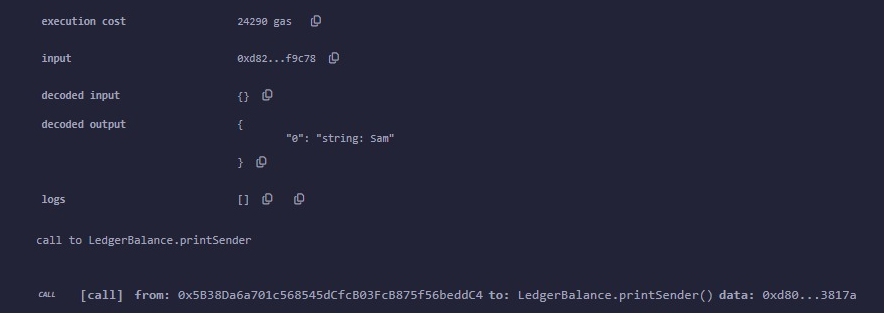 execution cost 24290 gas
input 0xd82...f9c78
decoded input {}
decoded output {
"0": "string: Sam"
}
logs []
call to LedgerBalance.printSender
CALL [call] from: 0x5B38Da6a701c568545dCfcB03FcB875f56beddC4 to: LedgerBalance.printSender() data: 0xd80...3817a